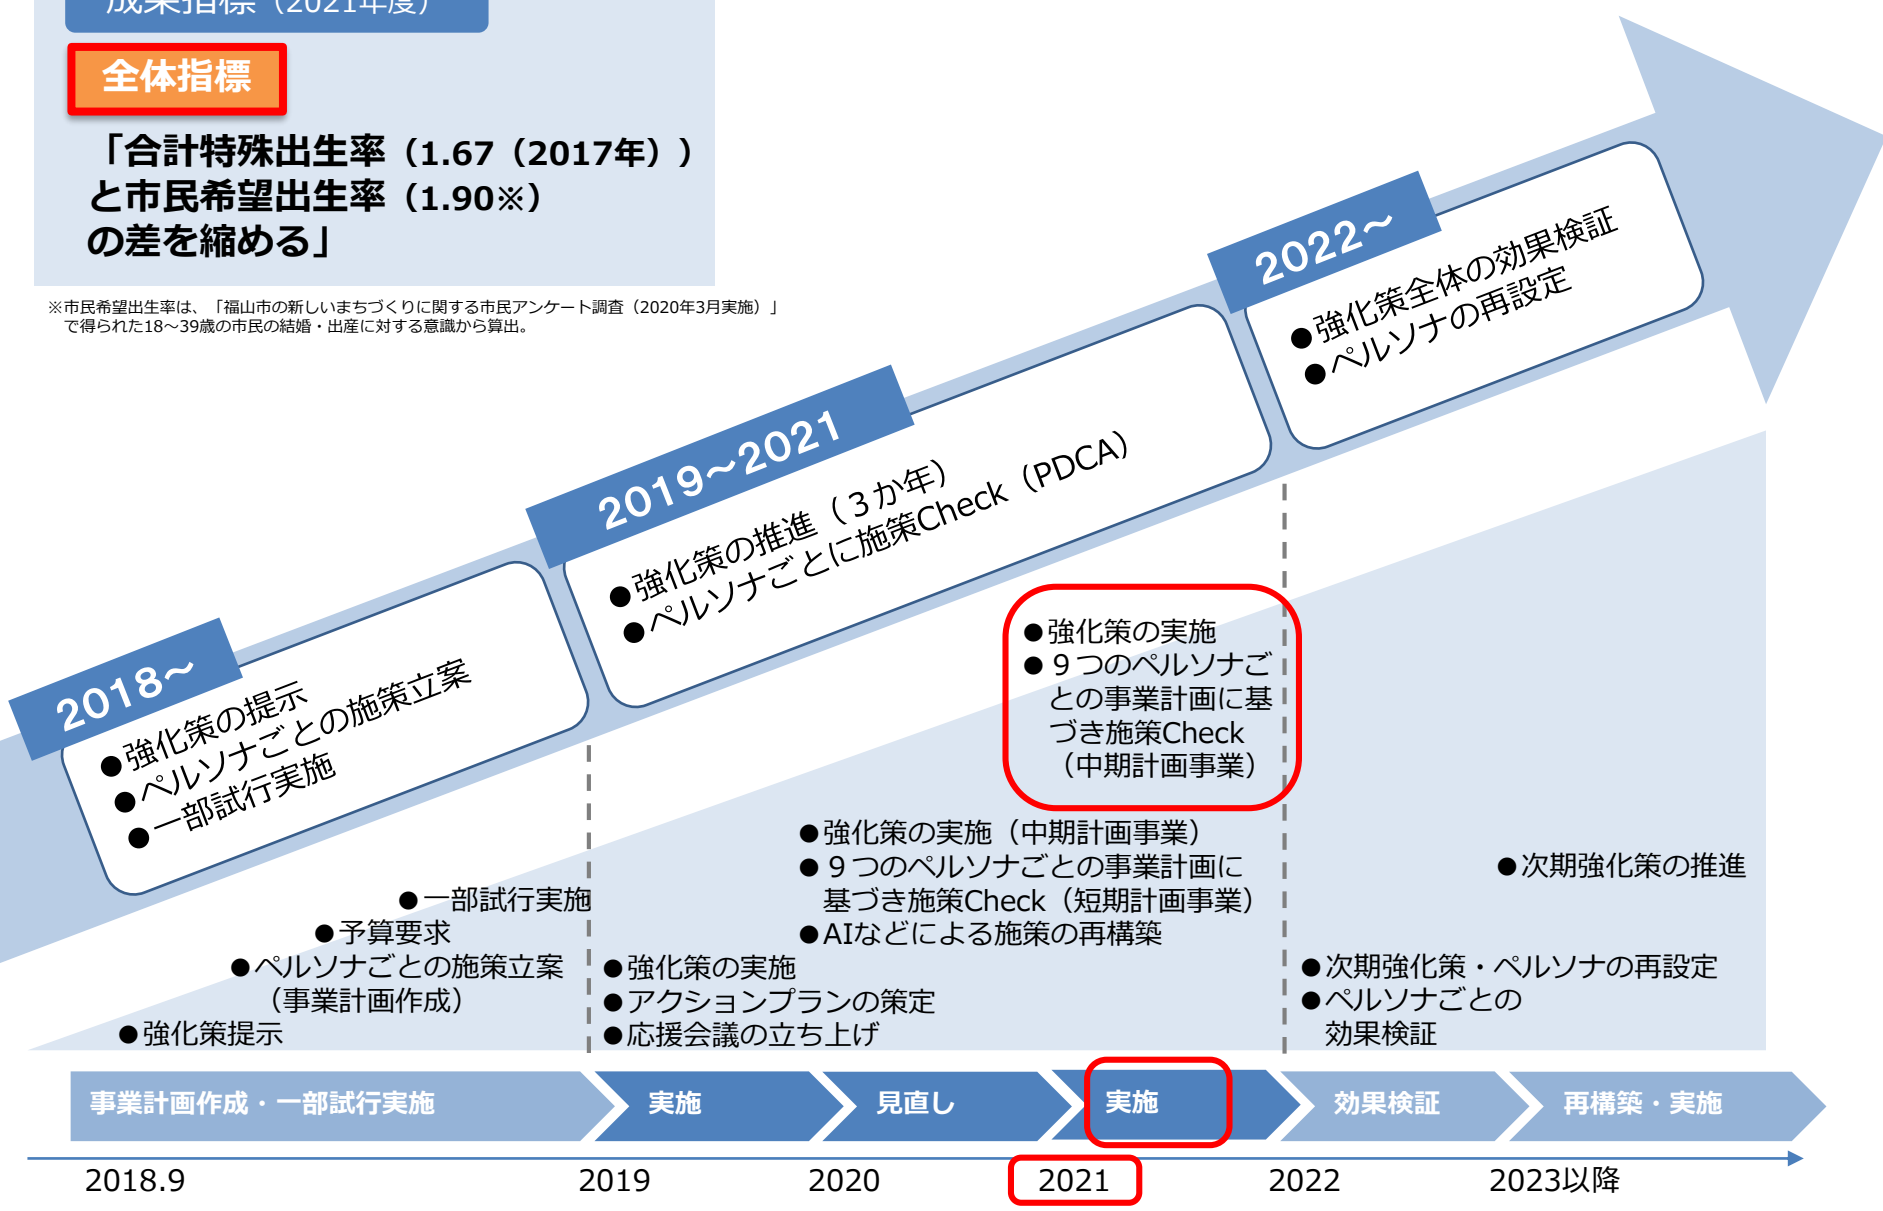 成果指標（2021年度）
全体指標
「合計特殊出生率（1.67（2017年））
と市民希望出生率（1.90※）
の差を縮める」
※市民希望出生率は、「福山市の新しいまちづくりに関する市民アンケート調査（2020年3月実施）」
で得られた18～39歳の市民の結婚・出産に対する意識から算出。
2018～
●強化策の提示
●ペルソナごとの施策立案
●一部試行実施
2019～2021
●強化策の推進（３か年）
●ペルソナごとに施策Check（PDCA）
2022～
●強化策全体の効果検証
●ペルソナの再設定
●強化策の実施
●９つのペルソナご
との事業計画に基
づき施策Check
（中期計画事業）
●強化策の実施（中期計画事業）
●９つのペルソナごとの事業計画に
基づき施策Check（短期計画事業）
●AIなどによる施策の再構築
●次期強化策の推進
●一部試行実施
●予算要求
●ペルソナごとの施策立案
（事業計画作成）
●強化策提示
●強化策の実施
●アクションプランの策定
●応援会議の立ち上げ
●次期強化策・ペルソナの再設定
●ペルソナごとの
効果検証
事業計画作成・一部試行実施
実施
見直し
実施
効果検証
再構築・実施
2018.9
2019
2020
2021
2022
2023以降